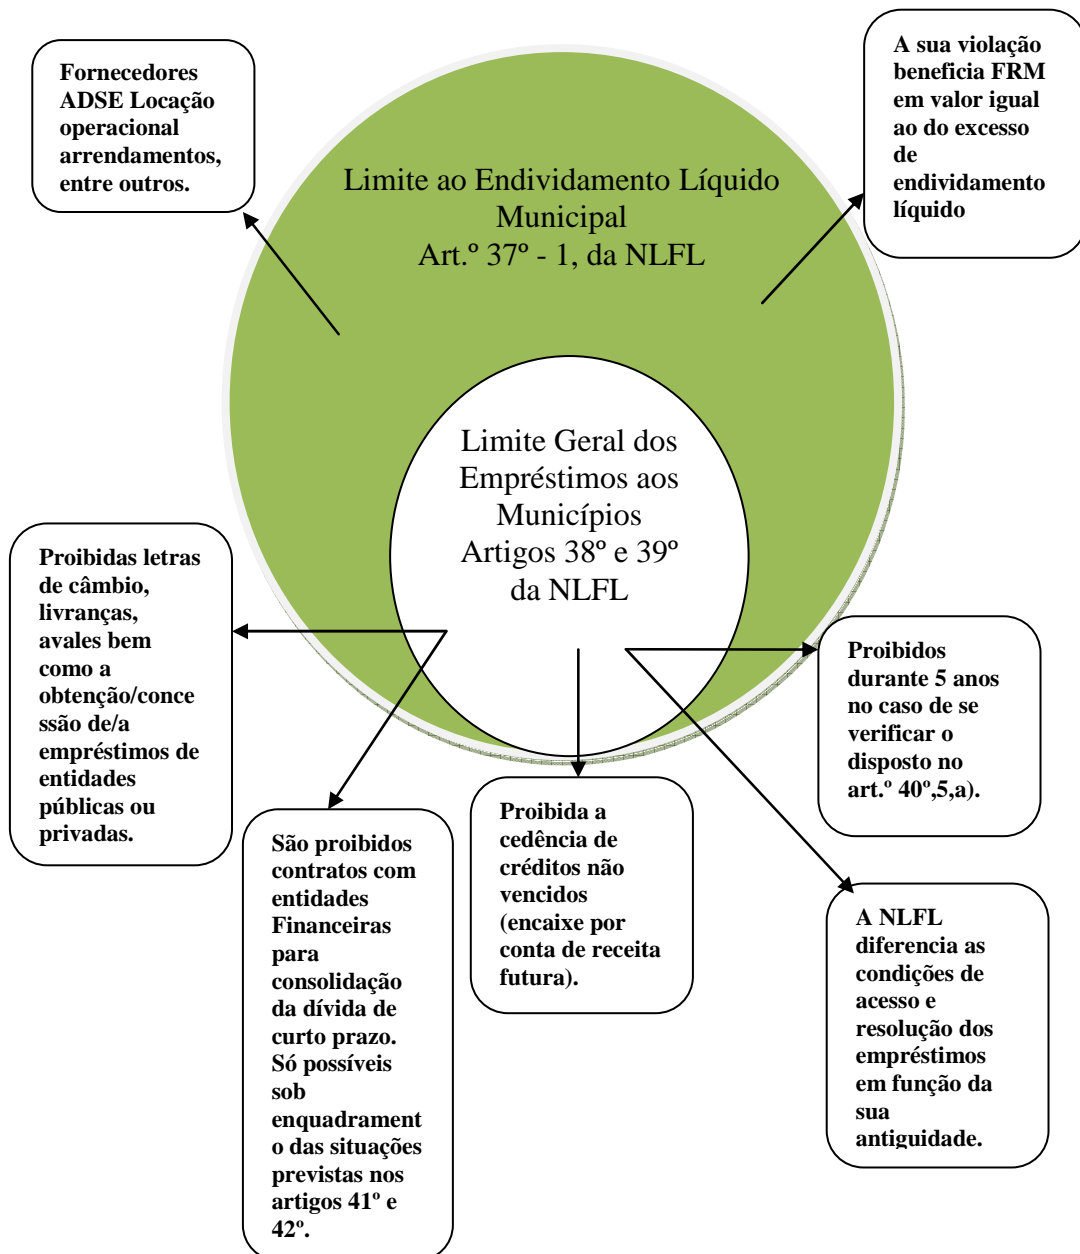 Fornecedores
ADSE Locação
operacional
arrendamentos,
entre outros.
A sua violação
beneficia FRM
em valor igual
ao do excesso
de
endividamento
líquido
Limite ao Endividamento Líquido
Municipal
Art.º 37º - 1, da NLFL
Limite Geral dos
Empréstimos aos
Municípios
Artigos 38º e 39º
da NLFL
Proibidas letras
de câmbio,
livranças,
avales bem
como a
obtenção/conce
ssão de/a
empréstimos de
entidades
públicas ou
privadas.
São proibidos
contratos com
entidades
Financeiras
para
consolidação
da dívida de
curto prazo.
Só possíveis
sob
enquadrament
o das situações
previstas nos
artigos 41º e
42º.
Proibida a
cedência de
créditos não
vencidos
(encaixe por
conta de receita
futura).
Proibidos
durante 5 anos
no caso de se
verificar o
disposto no
art.º 40º,5,a).
A NLFL
diferencia as
condições de
acesso e
resolução dos
empréstimos
em função da
sua
antiguidade.